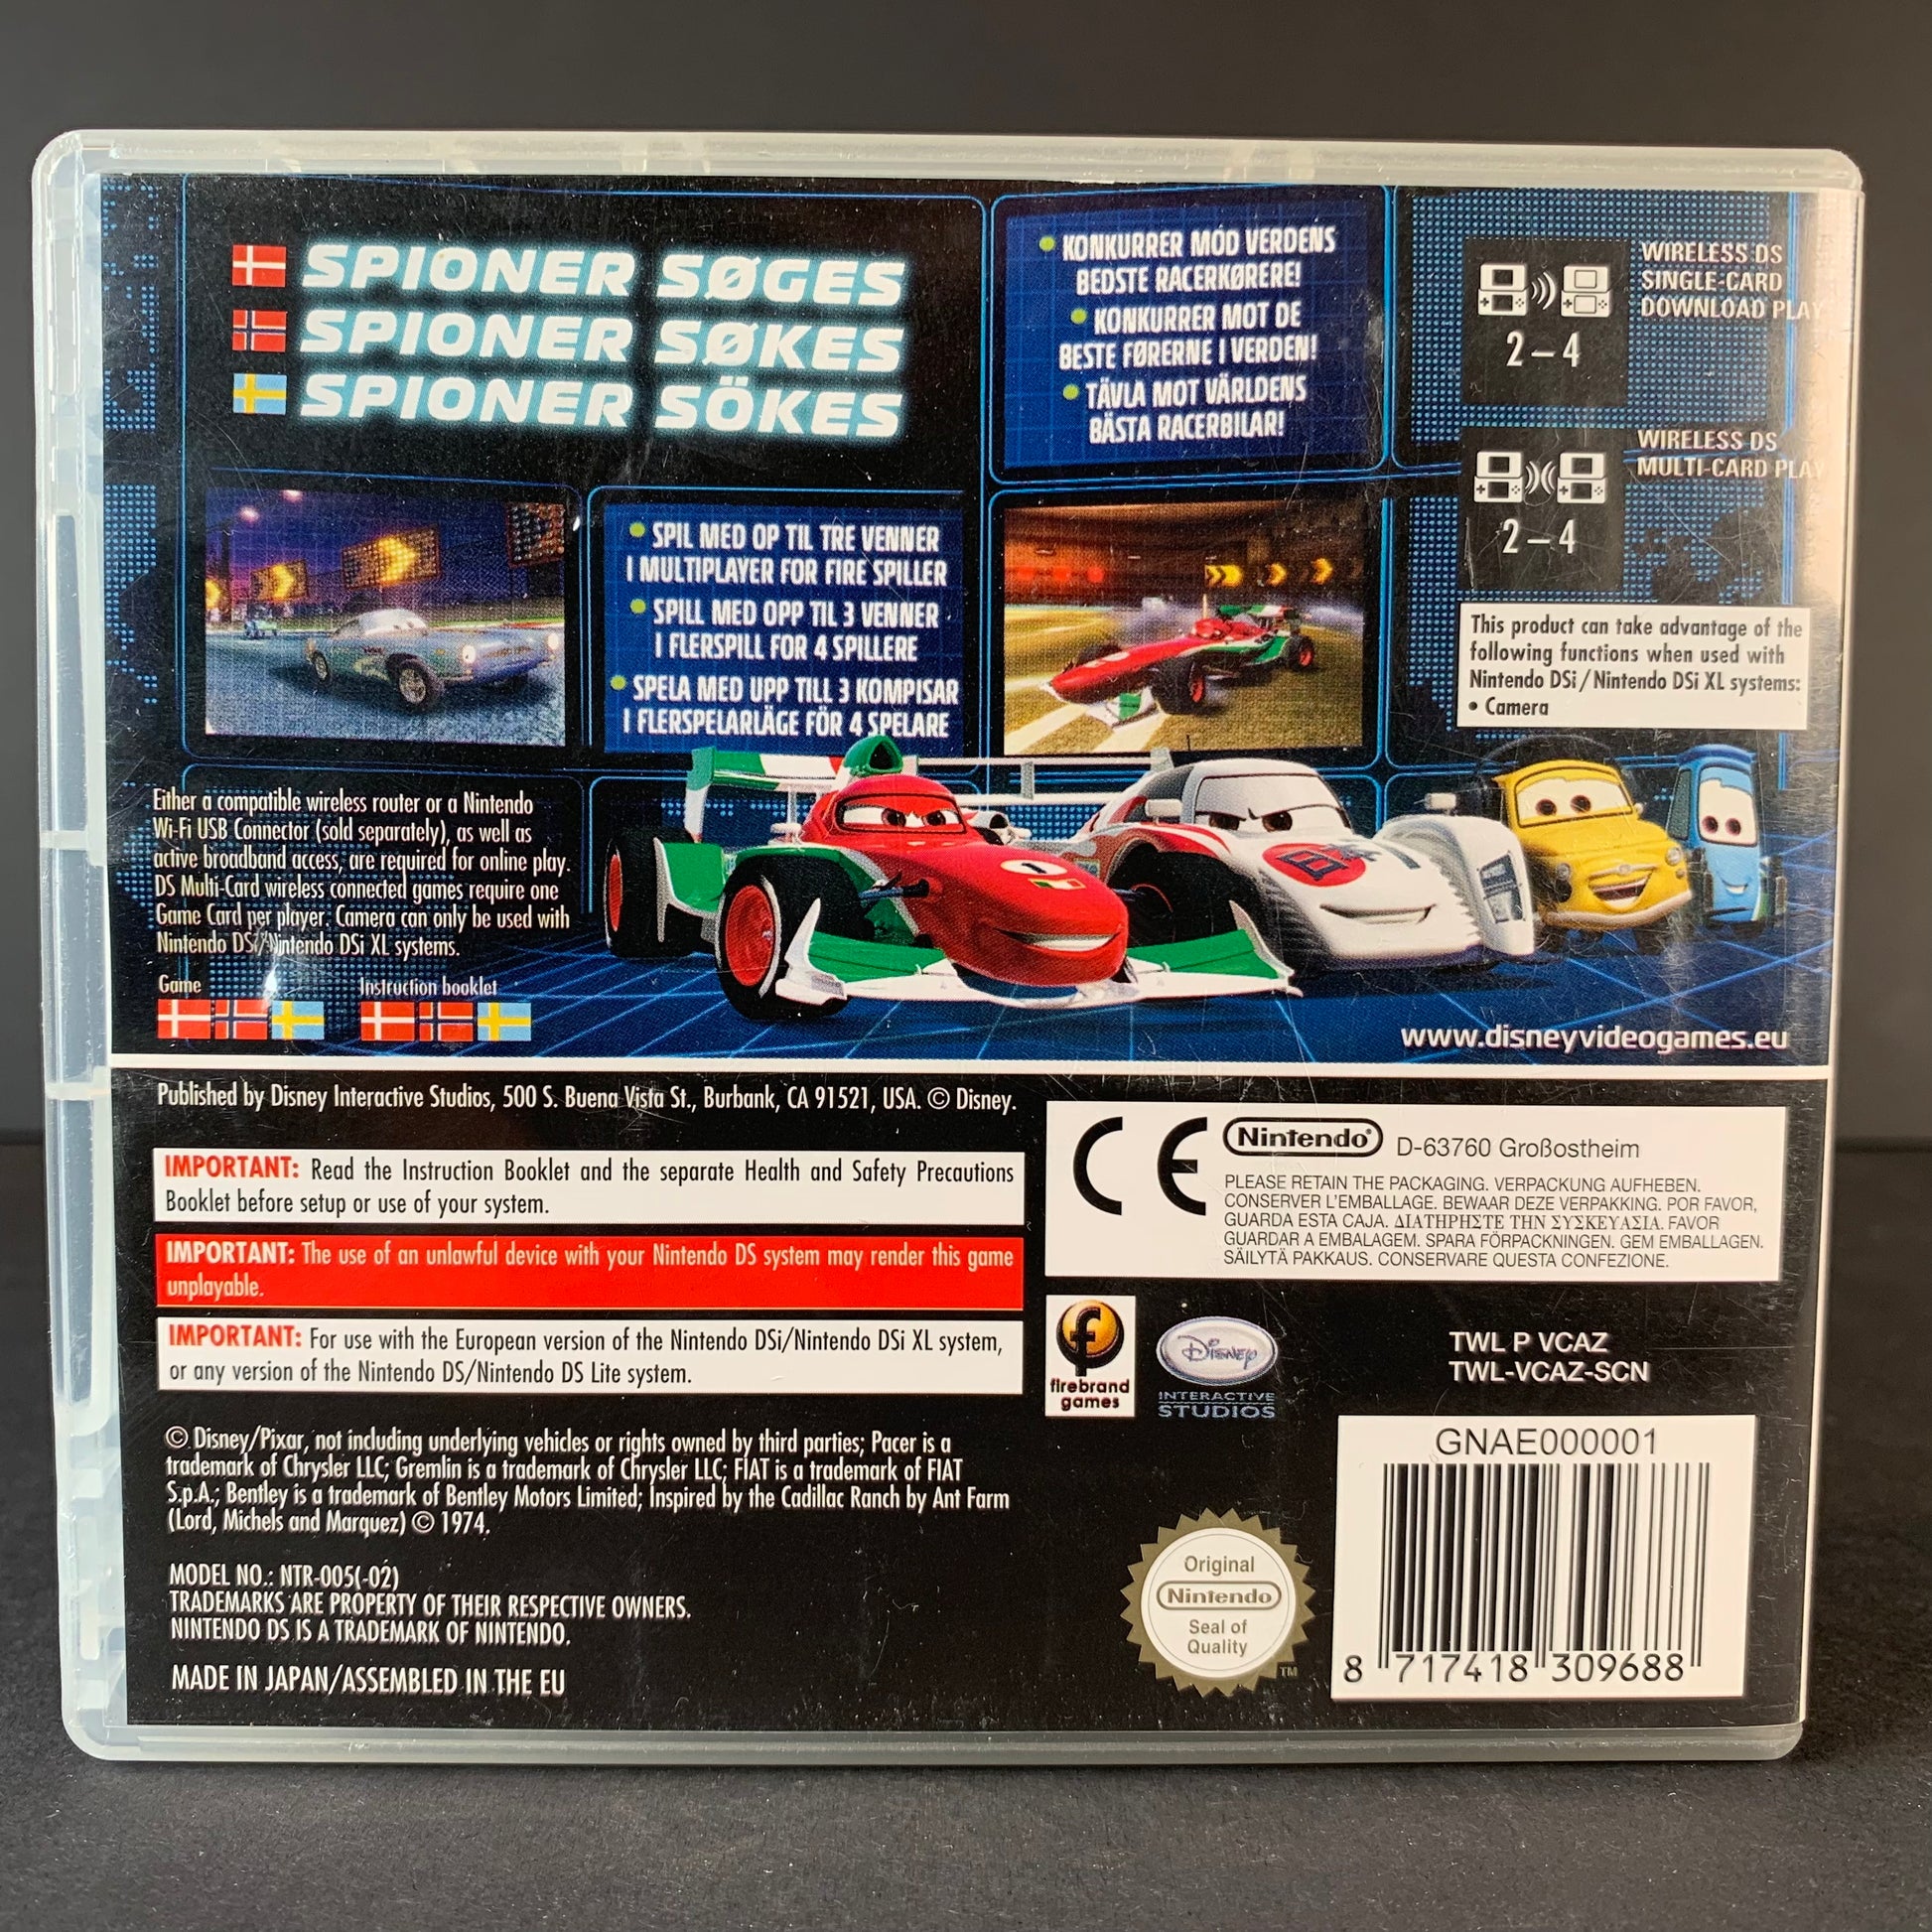 SPIONER SØGES
SPIONER SØKES
SPIONER SÖKES
• KONKURRER MOD VERDENS
BEDSTE RACERKØRERE!
• KONKURRER MOT DE
BESTE FØRERNE I VERDEN!
• TÄVLA MOT VÄRLDENS
BÄSTA RACERBILAR!
WIRELESS DS
SINGLE-CARD
DOWNLOAD PLAY
2-4
WIRELESS DS
MULTI-CARD PLAY
2-4
• SPIL MED OP TIL TRE VENNER
I MULTIPLAYER FOR FIRE SPILLER
• SPILL MED OPP TIL 3 VENNER
I FLERSPILL FOR 4 SPILLERE
• SPELA MED UPP TILL 3 KOMPISAR
I FLERSPELARLÄGE FÖR 4 SPELARE
This product can take advantage of the
following functions when used with
Nintendo DSi/Nintendo DSi XL systems:
• Camera
Either a compatible wireless router or a Nintendo
Wi-Fi USB Connector (sold separately), as well as
active broadband access, are required for online play.
DS Multi-Card wireless connected games require one
Game Card per player. Camera can only be used with
Nintendo DSi/Nintendo DSi XL systems.
Game Instruction booklet
1
www.disneyvideogames.eu
Published by Disney Interactive Studios, 500 S. Buena Vista St., Burbank, CA 91521, USA. © Disney.
IMPORTANT: Read the Instruction Booklet and the separate Health and Safety Precautions
Booklet before setup or use of your system.
IMPORTANT: The use of an unlawful device with your Nintendo DS system may render this game
unplayable.
IMPORTANT: For use with the European version of the Nintendo DSi/Nintendo DSi XL system,
or any version of the Nintendo DS/Nintendo DS Lite system.
© Disney/Pixar, not including underlying vehicles or rights owned by third parties; Pacer is a
trademark of Chrysler LLC; Gremlin is a trademark of Chrysler LLC; FIAT is a trademark of FIAT
S.p.A.; Bentley is a trademark of Bentley Motors Limited; Inspired by the Cadillac Ranch by Ant Farm
(Lord, Michels and Marquez) © 1974.
MODEL NO.: NTR-005(-02)
TRADEMARKS ARE PROPERTY OF THEIR RESPECTIVE OWNERS.
NINTENDO DS IS A TRADEMARK OF NINTENDO.
MADE IN JAPAN/ASSEMBLED IN THE EU
CE
Nintendo® D-63760 Großostheim
PLEASE RETAIN THE PACKAGING. VERPACKUNG AUFHEBEN.
CONSERVER L'EMBALLAGE. BEWAAR DEZE VERPAKKING. POR FAVOR,
GUARDA ESTA CAJA. ΔΙΑΤΗΡΗΣΤΕ ΤΗΝ ΣΥΣΚΕΥΑΣΙΑ. FAVOR
GUARDAR A EMBALAGEM. SPARA FÖRPACKNINGEN. GEM EMBALLAGEN.
SÄILYTÄ PAKKAUS. CONSERVARE QUESTA CONFEZIONE.
f
firebrand
games
Disney
INTERACTIVE
STUDIOS
TWL P VCAZ
TWL-VCAZ-SCN
Original
Nintendo
Seal of
Quality
TM
GNAE000001
8 717418 309688